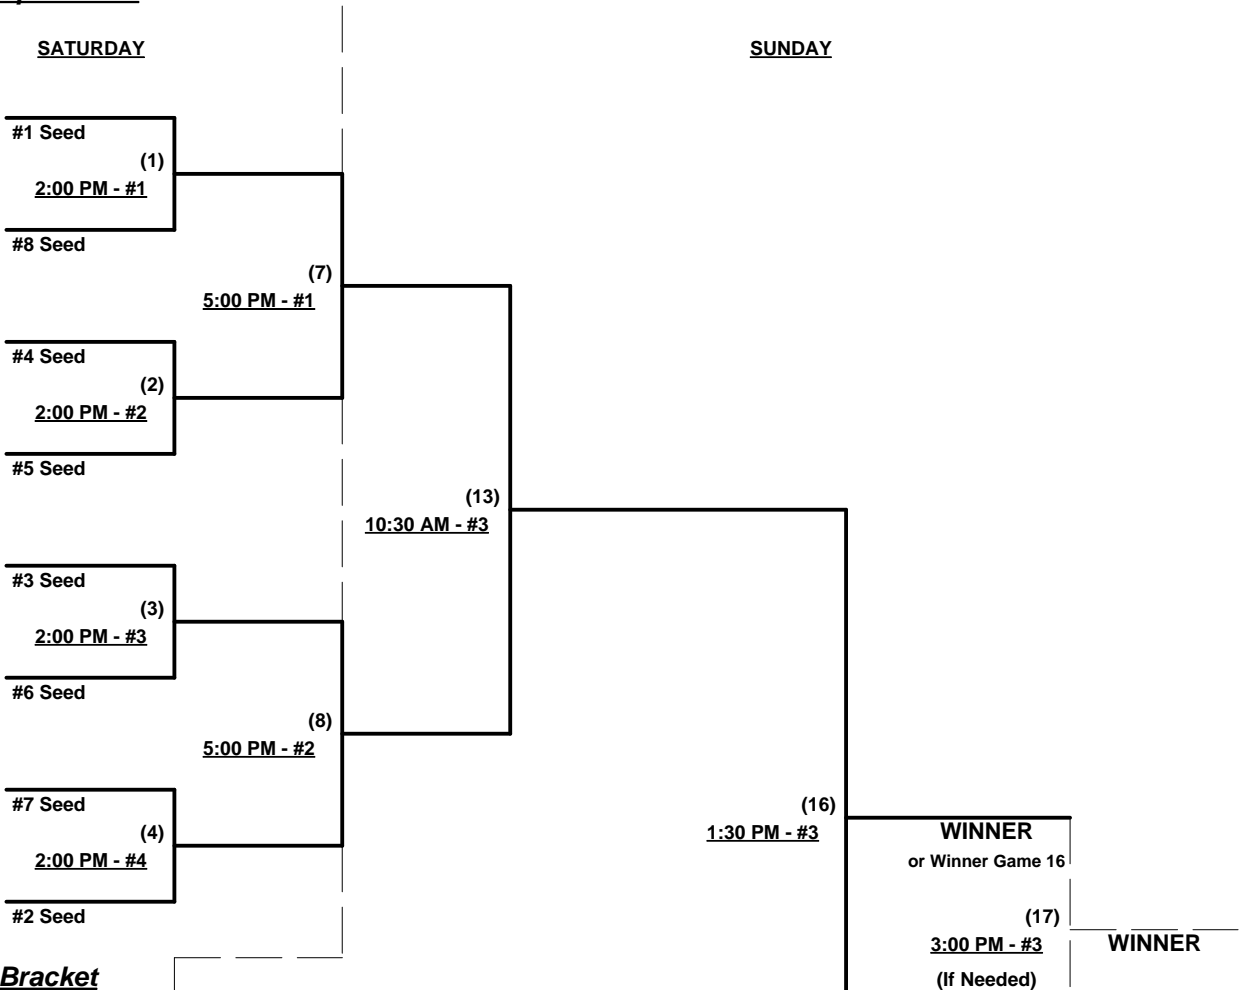 SATURDAY
SUNDAY
#1 Seed
(1)
2:00 PM - #1
#8 Seed
(7)
5:00 PM - #1
#4 Seed
(2)
2:00 PM - #2
#5 Seed
(13)
10:30 AM - #3
#3 Seed
(3)
2:00 PM - #3
#6 Seed
(8)
5:00 PM - #2
#7 Seed
(4)
2:00 PM - #4
#2 Seed
(16)
1:30 PM - #3
WINNER
or Winner Game 16
(17)
3:00 PM - #3
(If Needed)
WINNER
Bracket